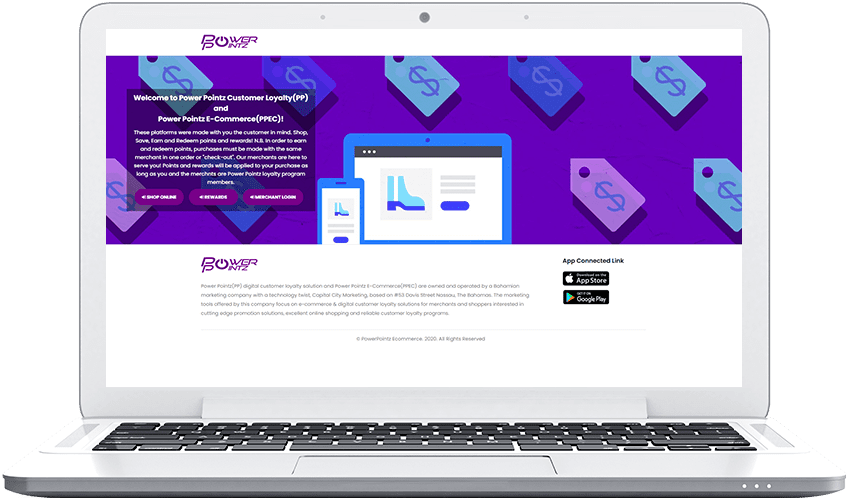 POWER
POINTZ
Welcome to Power Pointz Customer Loyalty(PP)
and
Power Pointz E-Commerce(PPEC)!
These platforms were made with you the customer in mind. Shop,
Save, Earn and Redeem points and rewards! N.B. In order to earn
and redeem points, purchases must be made with the same
merchant in one order or "check-out". Our merchants are here to
serve you! Points and rewards will be applied to your purchase as
long as you and the merchnts are Power Pointz loyalty program
members.
SHOP ONLINE
REWARDS
MERCHANT LOGIN
POWER
POINTZ
App Connected Link
Download on the
App Store
GET IT ON
Google Play
Power Pointz(PP) digital customer loyalty solution and Power Pointz E-Commerce(PPEC) are owned and operated by a Bahamian
marketing company with a technology twist, Capital City Marketing, based on #53 Davis Street Nassau, The Bahamas. The marketing
tools offered by this company focus on e-commerce & digital customer loyalty solutions for merchants and shoppers interested in
cutting edge promotion solutions, excellent online shopping and reliable customer loyalty programs.
© PowerPointz Ecommerce. 2020. All Rights Reserved